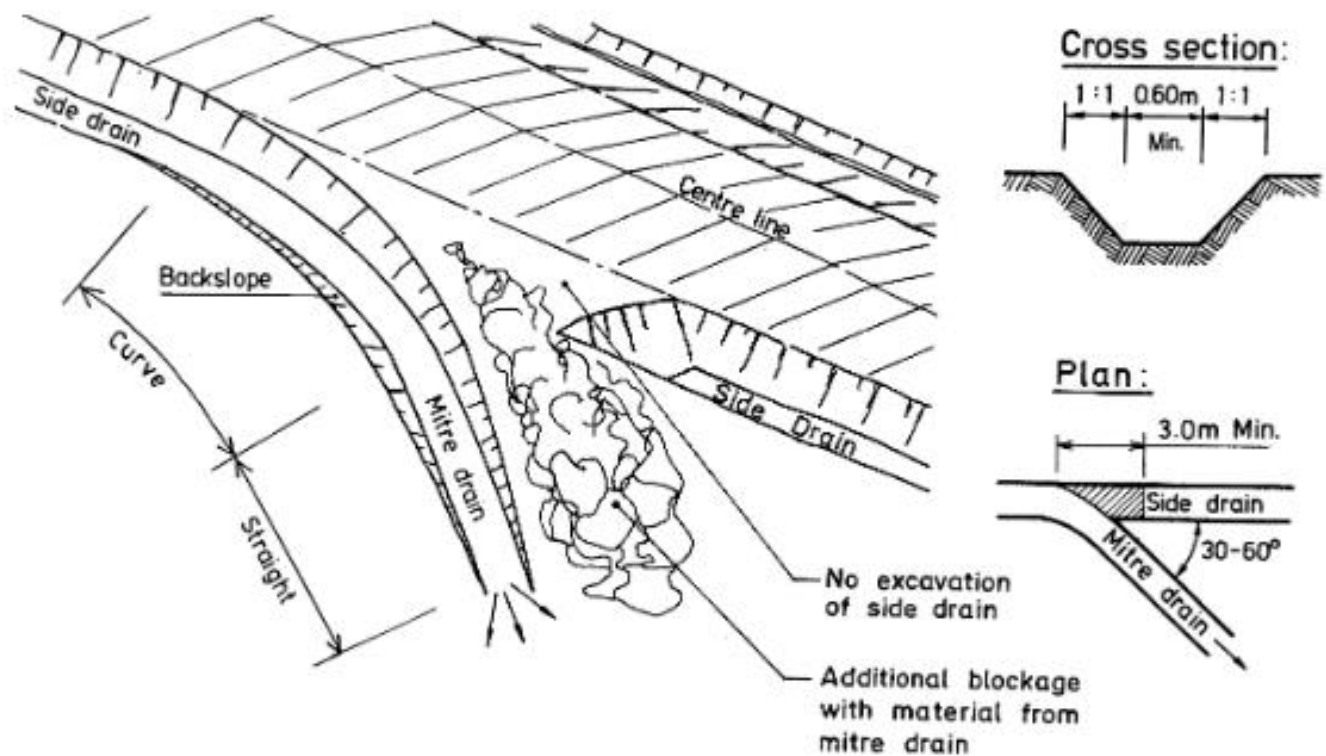 Side drain
Centre line
Backslope
Curve
Mitre drain
Side Drain
Straight
No excavation
of side drain
Additional blockage
with material from
mitre drain
Cross section:
1:1 0.60m 1:1
Min.
Plan:
3.0m Min.
Side drain
30-60°
Mitre drain